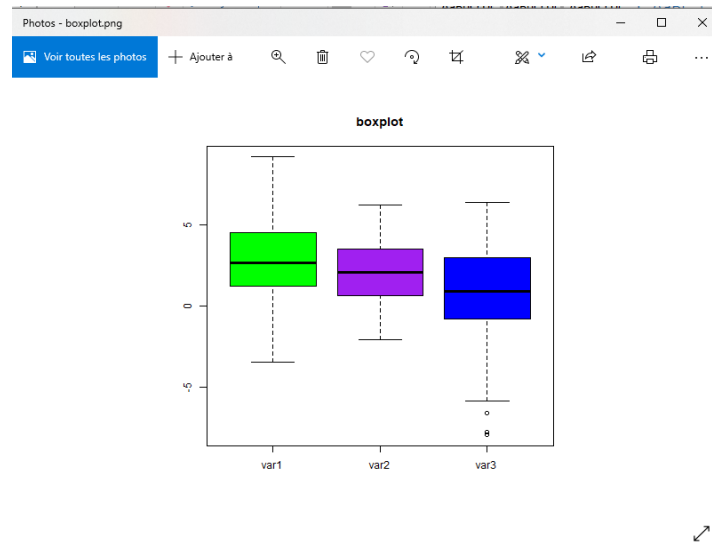 Photos - boxplot.png
Voir toutes les photos
Ajouter à
boxplot
5
0
-5
var1 var2 var3